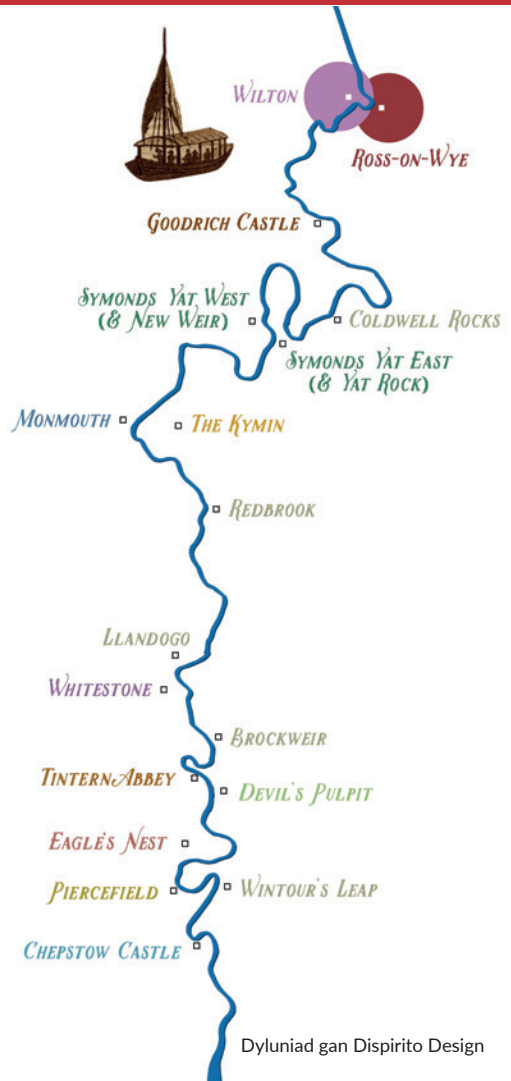 Wilton
Ross-on-Wye
Goodrich Castle
Symonds Yat West
(& New Weir)
Coldwell Rocks
Symonds Yat East
(& Yat Rock)
Monmouth
The Kymin
Redbrook
Llandogo
Whitestone
Brockweir
Tintern Abbey
Devil's Pulpit
Eagle's Nest
Piercefield
Wintour's Leap
Chepstow Castle
Dyluniad gan Dispirito Design